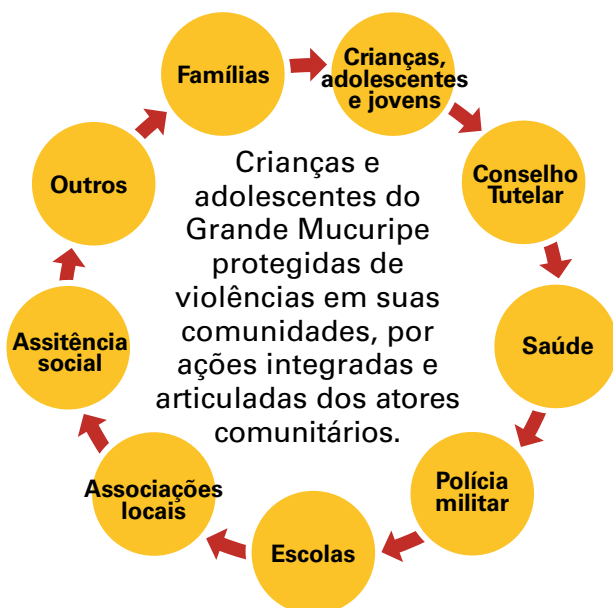 Famílias
Crianças,
adolescentes
e jovens
Conselho
Tutelar
Saúde
Polícia
militar
Escolas
Associações
locais
Assitência
social
Outros
Crianças e
adolescentes do
Grande Mucuripe
protegidas de
violências em suas
comunidades, por
ações integradas e
articuladas dos atores
comunitários.